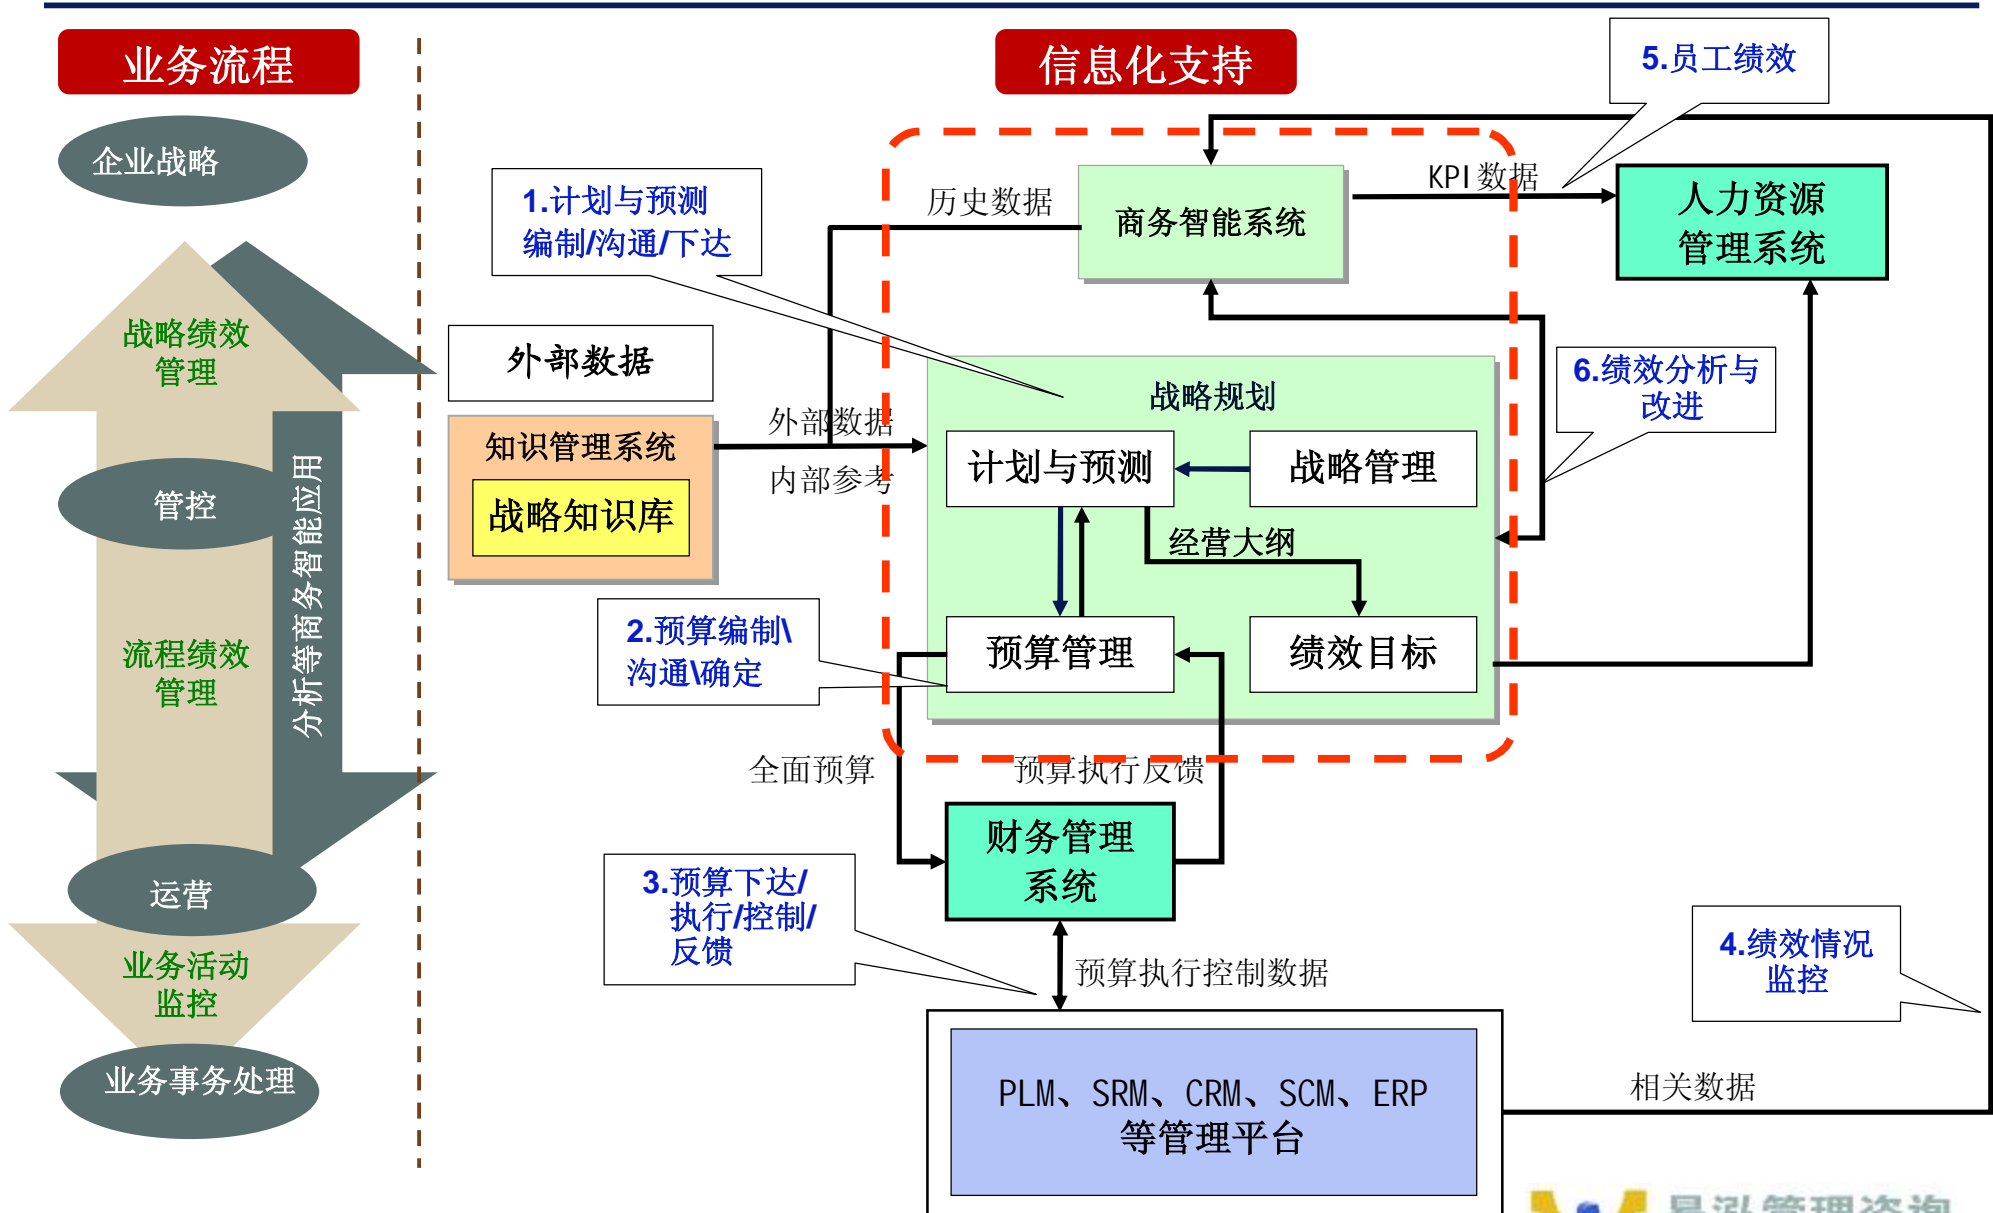 业务流程
信息化支持
5.员工绩效
企业战略
1.计划与预测
编制/沟通/下达
历史数据
商务智能系统
KPI数据
人力资源
管理系统
战略绩效
管理
外部数据
6.绩效分析与
改进
战略规划
知识管理系统
战略知识库
外部数据
内部参考
计划与预测
战略管理
管控
分析等商务智能应用
经营大纲
2.预算编制\
沟通\确定
预算管理
绩效目标
流程绩效
管理
全面预算
预算执行反馈
财务管理
系统
运营
3.预算下达/
执行/控制/
反馈
4.绩效情况
监控
业务活动
监控
预算执行控制数据
业务事务处理
PLM、SRM、CRM、SCM、ERP
等管理平台
相关数据
管理咨询